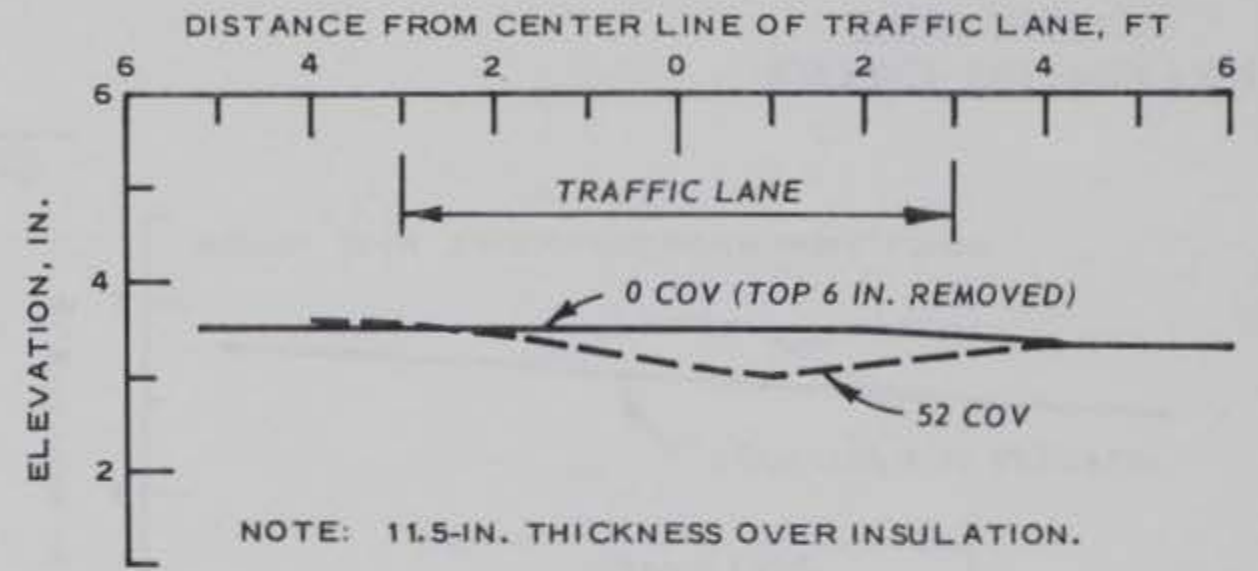 DISTANCE FROM CENTER LINE OF TRAFFIC LANE, FT
6 4 2 0 2 4 6
6
TRAFFIC LANE
ELEVATION, IN.
4
0 COV (TOP 6 IN. REMOVED)
52 COV
2
NOTE: 11.5-IN. THICKNESS OVER INSULATION.